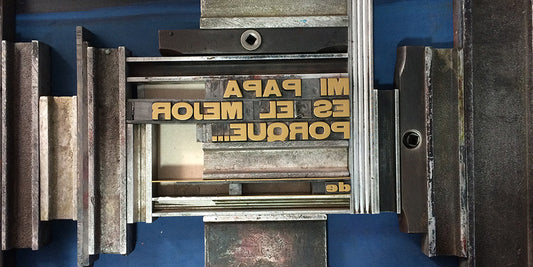 MI PAPA
ES EL MEJOR
PORQUE...
de